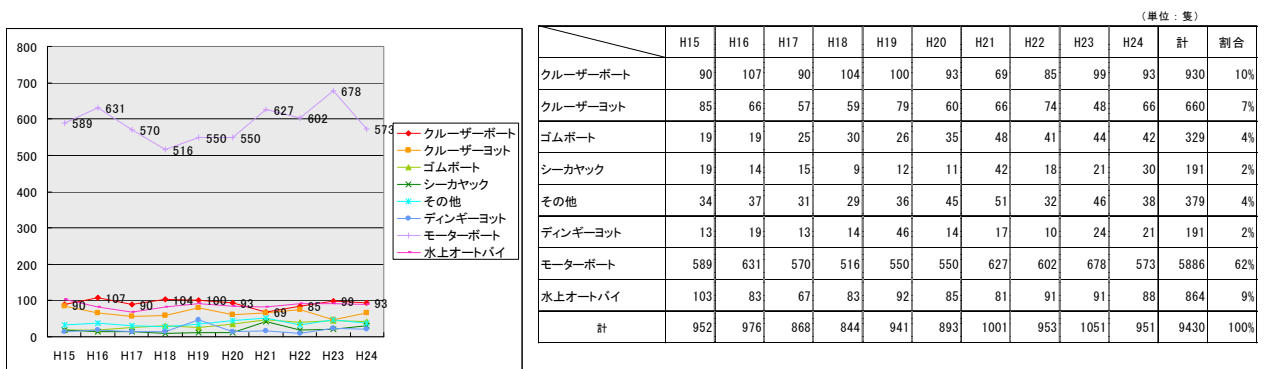 （単位：隻）
800
700
600
500
400
300
200
100
0
589
631
570
516
550
550
627
602
678
573
90
107
90
104
100
93
69
85
99
93
H15 H16 H17 H18 H19 H20 H21 H22 H23 H24
クルーザーボート
クルーザーヨット
ゴムボート
シーカヤック
その他
ディンギーヨット
モーターボート
水上オートバイ
H15 H16 H17 H18 H19 H20 H21 H22 H23 H24 計 割合
クルーザーボート 90 107 90 104 100 93 69 85 99 93 930 10%
クルーザーヨット 85 66 57 59 79 60 66 74 48 66 660 7%
ゴムボート 19 19 25 30 26 35 48 41 44 42 329 4%
シーカヤック 19 14 15 9 12 11 42 18 21 30 191 2%
その他 34 37 31 29 36 45 51 32 46 38 379 4%
ディンギーヨット 13 19 13 14 46 14 17 10 24 21 191 2%
モーターボート 589 631 570 516 550 550 627 602 678 573 5886 62%
水上オートバイ 103 83 67 83 92 85 81 91 91 88 864 9%
計 952 976 868 844 941 893 1001 953 1051 951 9430 100%